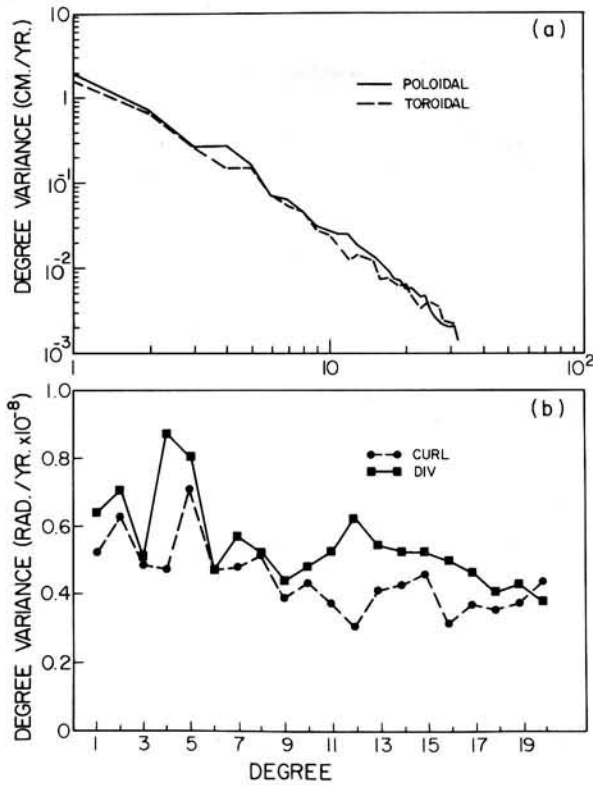 DEGREE VARIANCE (CM./YR.)
10
1
10^-1
10^-2
10^-3
(a)
POLOIDAL
TOROIDAL
1
10
10^2
DEGREE VARIANCE (RAD./YR.x10^-8)
1.0
0.8
0.6
0.4
0.2
0
(b)
CURL
DIV
1 3 5 7 9 11 13 15 17 19
DEGREE